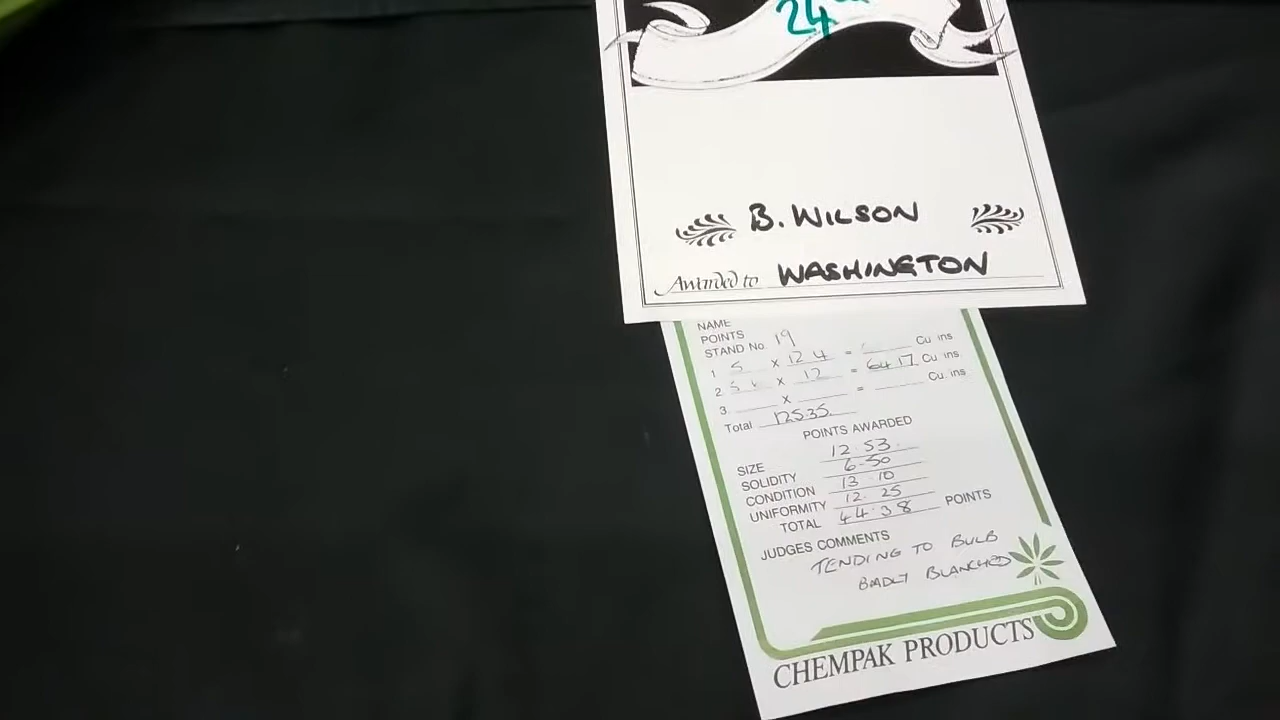 24th
B. WILSON
Awarded to WASHINGTON
NAME
POINTS
STAND No. 19
1 5 X 12 4 = Cu ins
2. 5 X 12 = 64 17 Cu ins.
3. X = Cu. ins.
Total 125.35.
POINTS AWARDED
SIZE 12.53.
SOLIDITY 6-50
CONDITION 13.10
UNIFORMITY 12. 25
TOTAL 44.38 POINTS
JUDGES COMMENTS
TENDING TO BULB
BADLY BLANCHED
CHEMPAK PRODUCTS